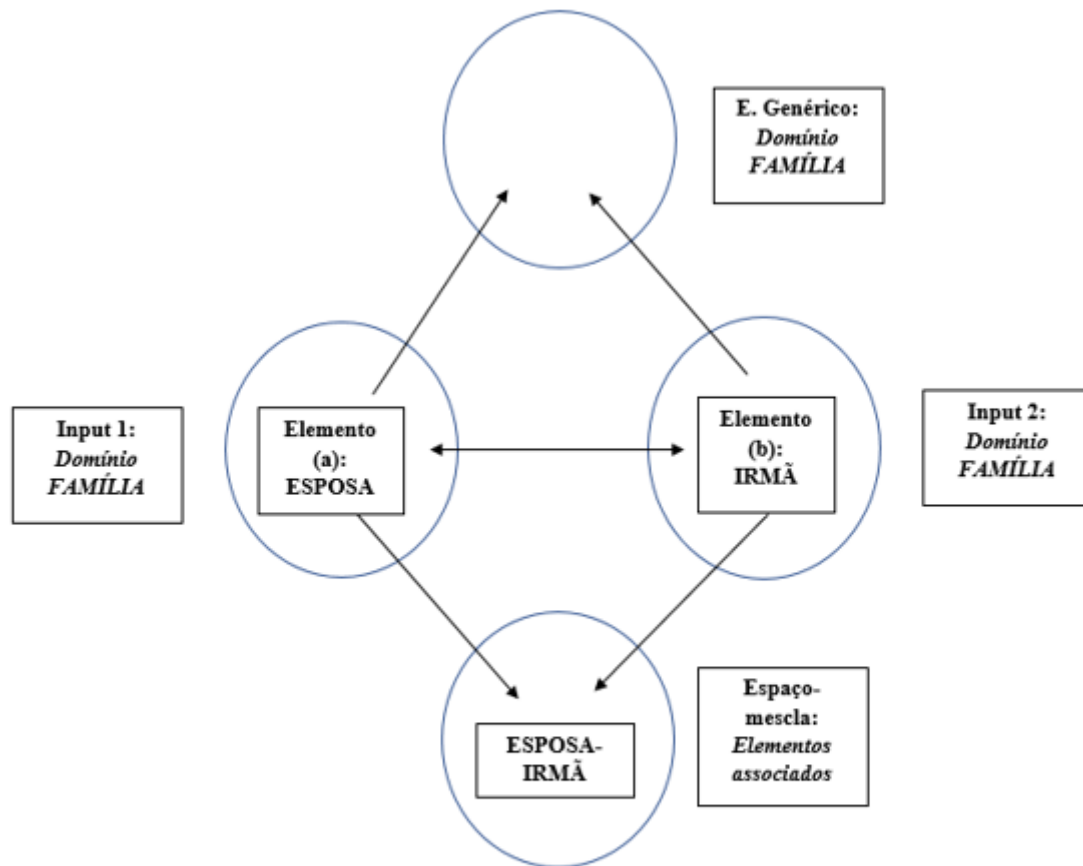 E. Genérico:
Domínio
FAMÍLIA
Input 1:
Domínio
FAMÍLIA
Elemento
(a):
ESPOSA
Elemento
(b):
IRMÃ
Input 2:
Domínio
FAMÍLIA
ESPOSA-
IRMÃ
Espaço-
mescla:
Elementos
associados